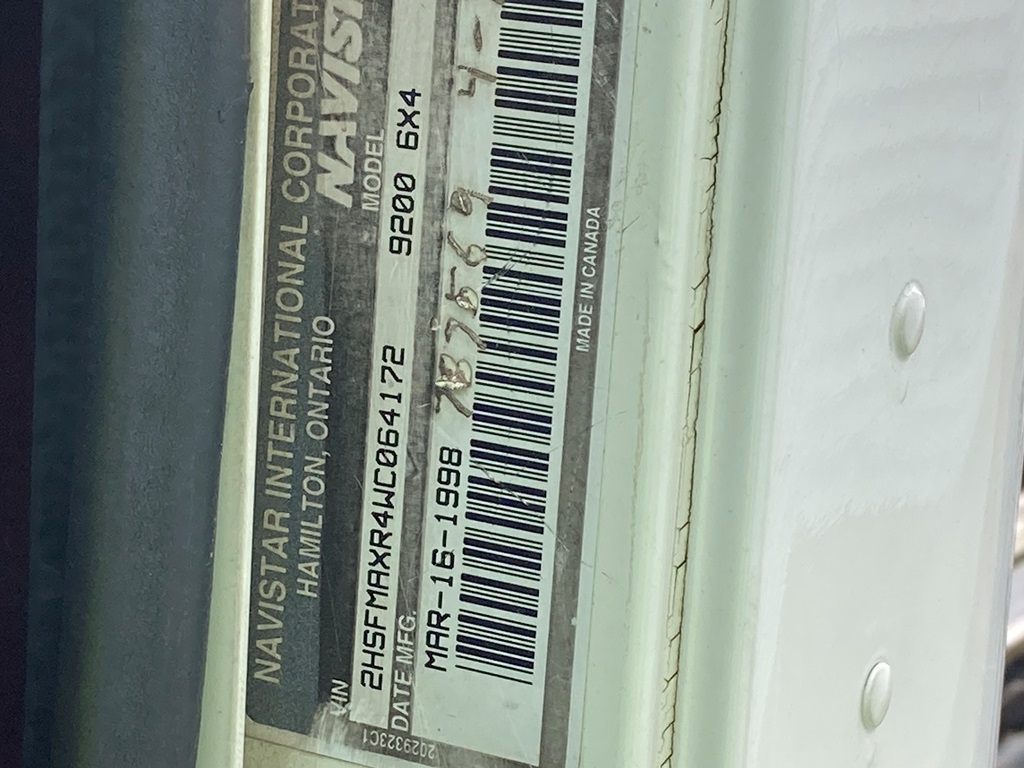 NAVISTAR INTERNATIONAL CORPORAT
HAMILTON, ONTARIO
NAVIST
VIN
MODEL
2HSFMAXR4WC064172 9200 6X4
DATE MFG.
MAR-16-1998
MADE IN CANADA
2029323C1